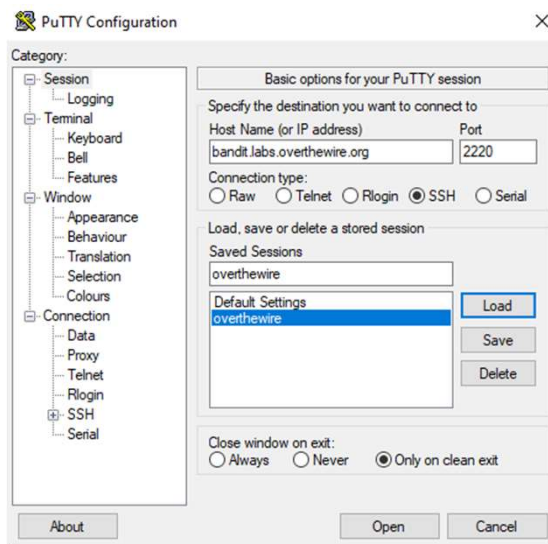 PuTTY Configuration
Category:
Session
Logging
Terminal
Keyboard
Bell
Features
Window
Appearance
Behaviour
Translation
Selection
Colours
Connection
Data
Proxy
Telnet
Rlogin
SSH
Serial
Basic options for your PuTTY session
Specify the destination you want to connect to
Host Name (or IP address) Port
bandit.labs.overthewire.org 2220
Connection type:
Raw Telnet Rlogin SSH Serial
Load, save or delete a stored session
Saved Sessions
overthewire
Default Settings
overthewire
Load
Save
Delete
Close window on exit:
Always Never Only on clean exit
About Open Cancel